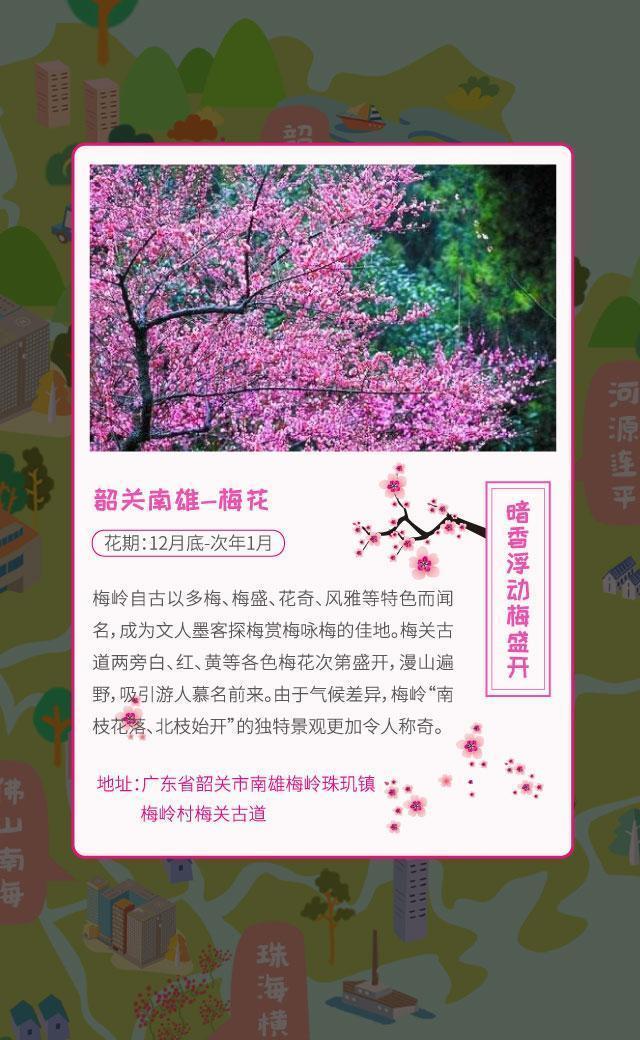 韶
韶关南雄-梅花
花期：12月底-次年1月
暗香浮动梅盛开
梅岭自古以多梅、梅盛、花奇、风雅等特色而闻
名，成为文人墨客探梅赏梅咏梅的佳地。梅关古
道两旁白、红、黄等各色梅花次第盛开，漫山遍
野，吸引游人慕名前来。由于气候差异，梅岭“南
枝花落、北枝始开”的独特景观更加令人称奇。
地址：广东省韶关市南雄梅岭珠玑镇
梅岭村梅关古道
河源连平
佛山南海
珠海横